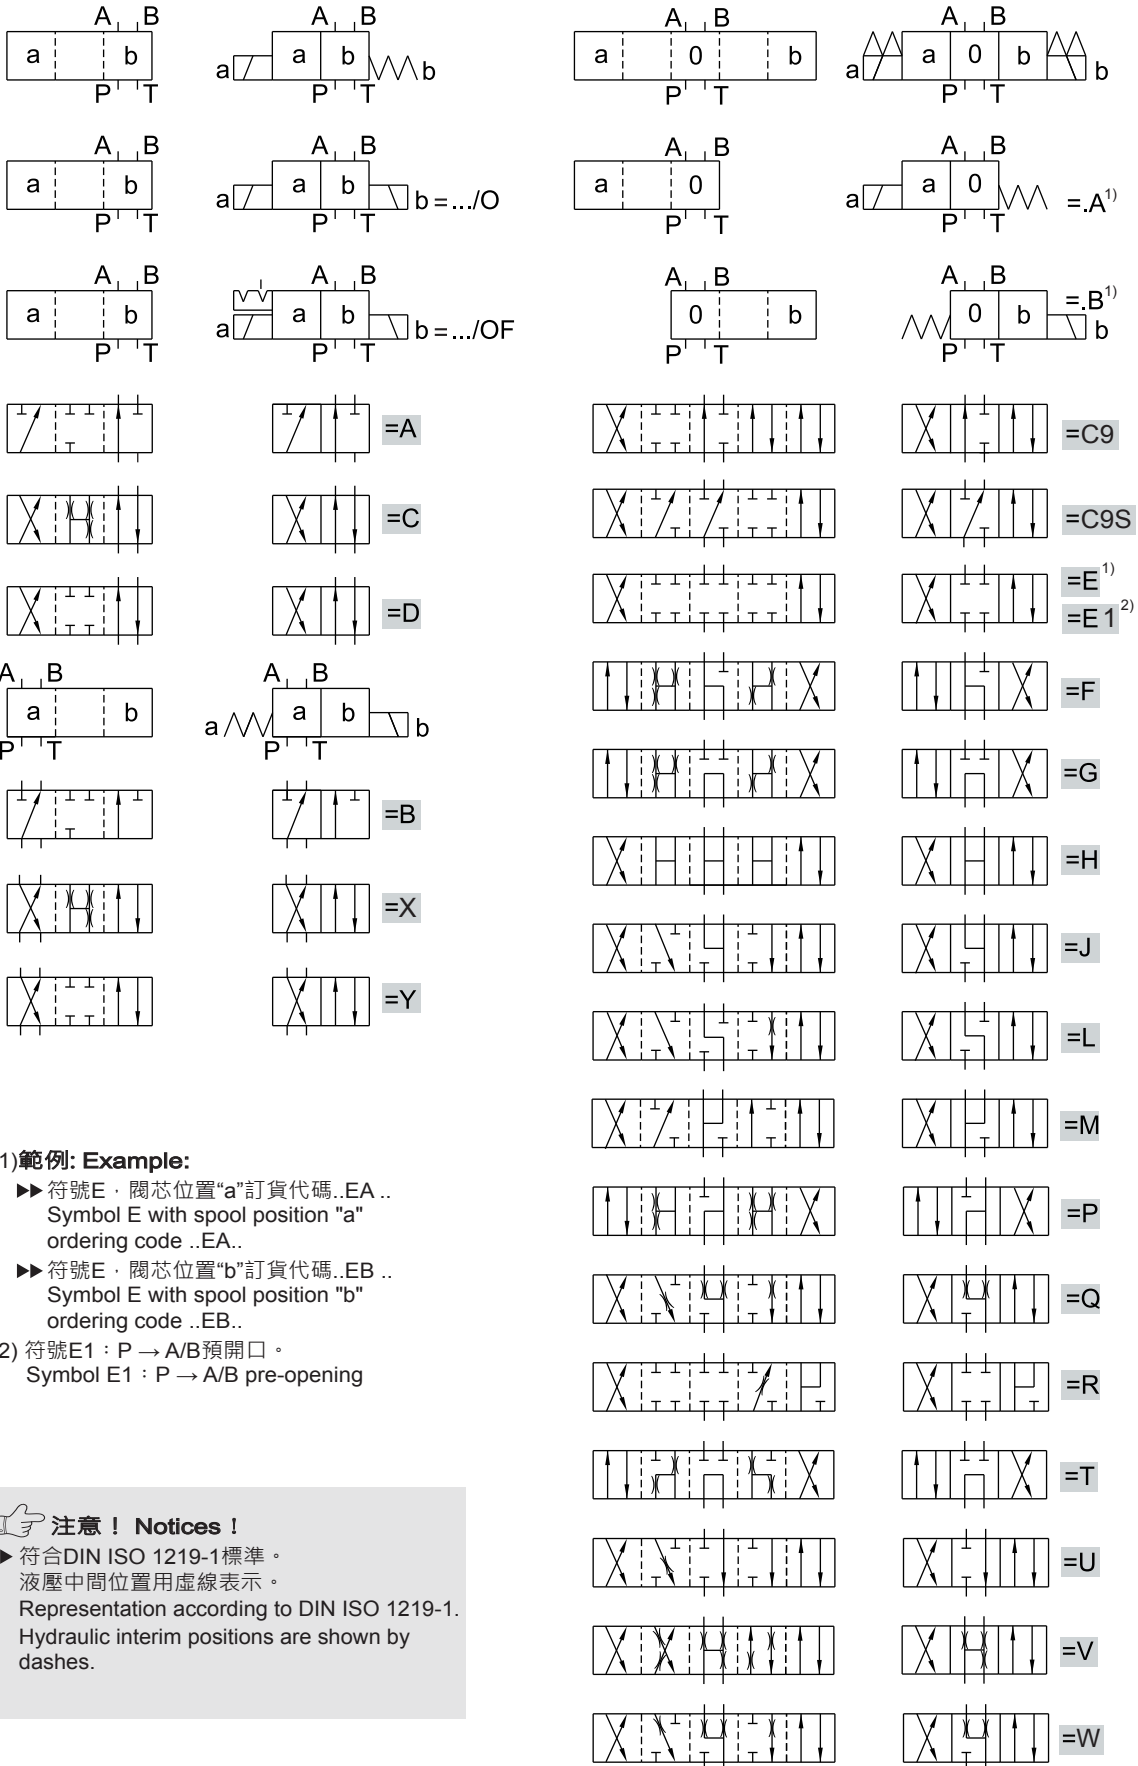 A B
a b
P T
A B
a a b b
P T
A B
a 0 b
P T
A B
a a 0 b b
P T
A B
a b
P T
A B
a a b b = .../O
P T
A B
a 0
P T
A B
a a 0 =.A1)
P T
A B
a b
P T
A B
a a b b = .../OF
P T
A B
0 b
P T
A B
0 b b =.B1)
P T
=A
=C
=D
A B
a b
P T
A B
a a b b
P T
=B
=X
=Y
=C9
=C9S
=E1)
=E12)
=F
=G
=H
=J
=L
=M
=P
=Q
=R
=T
=U
=V
=W
1)範例: Example:
▶▶ 符號E，閥芯位置“a”訂貨代碼..EA ..
Symbol E with spool position "a"
ordering code ..EA..
▶▶ 符號E，閥芯位置“b”訂貨代碼..EB ..
Symbol E with spool position "b"
ordering code ..EB..
2) 符號E1：P → A/B預開口。
Symbol E1：P → A/B pre-opening
注意！ Notices！
▶ 符合DIN ISO 1219-1標準。
液壓中間位置用虛線表示。
Representation according to DIN ISO 1219-1.
Hydraulic interim positions are shown by
dashes.